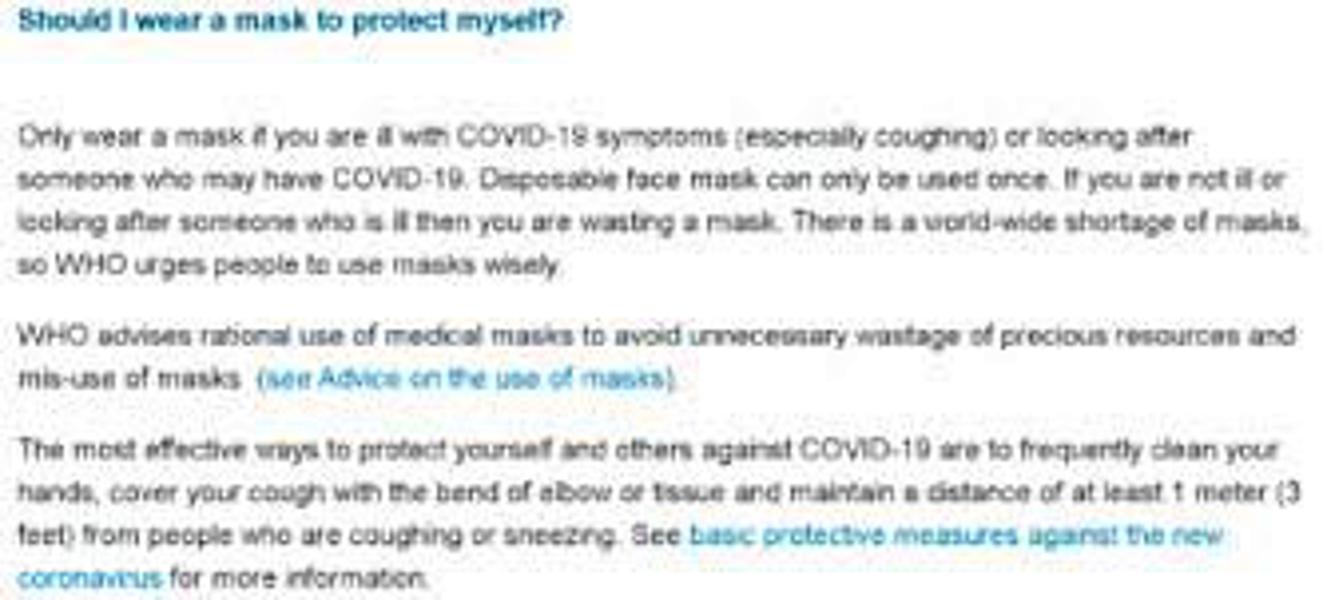 Should I wear a mask to protect myself?
Only wear a mask if you are ill with COVID-19 symptoms (especially coughing) or looking after
someone who may have COVID-19. Disposable face mask can only be used once. If you are not ill or
looking after someone who is ill then you are wasting a mask. There is a world-wide shortage of masks,
so WHO urges people to use masks wisely.
WHO advises rational use of medical masks to avoid unnecessary wastage of precious resources and
mis-use of masks (see Advice on the use of masks).
The most effective ways to protect yourself and others against COVID-19 are to frequently clean your
hands, cover your cough with the bend of elbow or tissue and maintain a distance of at least 1 meter (3
feet) from people who are coughing or sneezing. See basic protective measures against the new
coronavirus for more information.